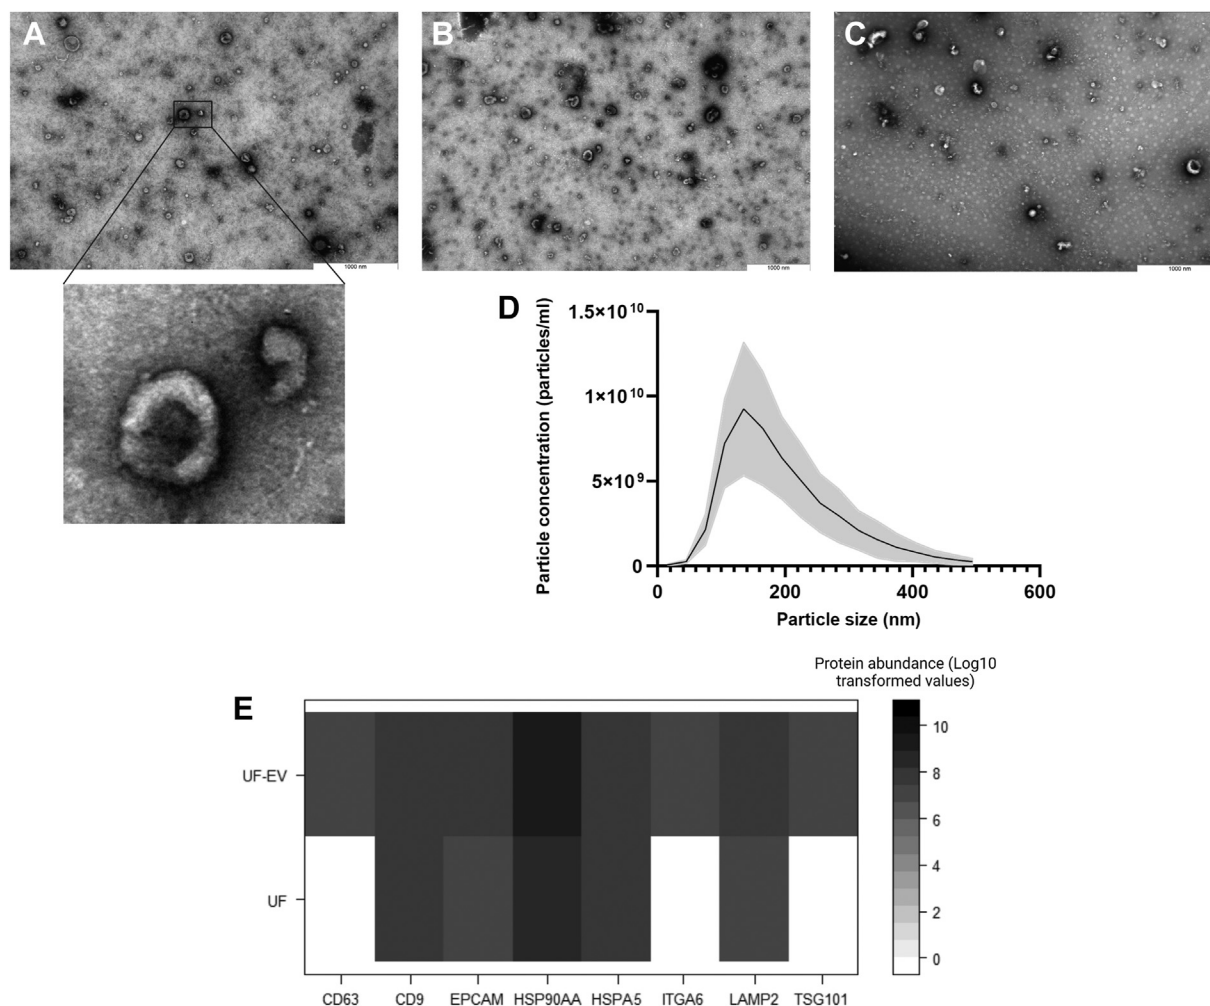 A
B
C
1000 nm
1000 nm
1000 nm
D
Particle concentration (particles/ml)
1.5×10¹⁰
1×10¹⁰
5×10⁹
0
0
200
400
600
Particle size (nm)
Protein abundance (Log10
transformed values)
E
UF-EV
UF
10
8
6
4
2
0
CD63
CD9
EPCAM
HSP90AA
HSPA5
ITGA6
LAMP2
TSG101